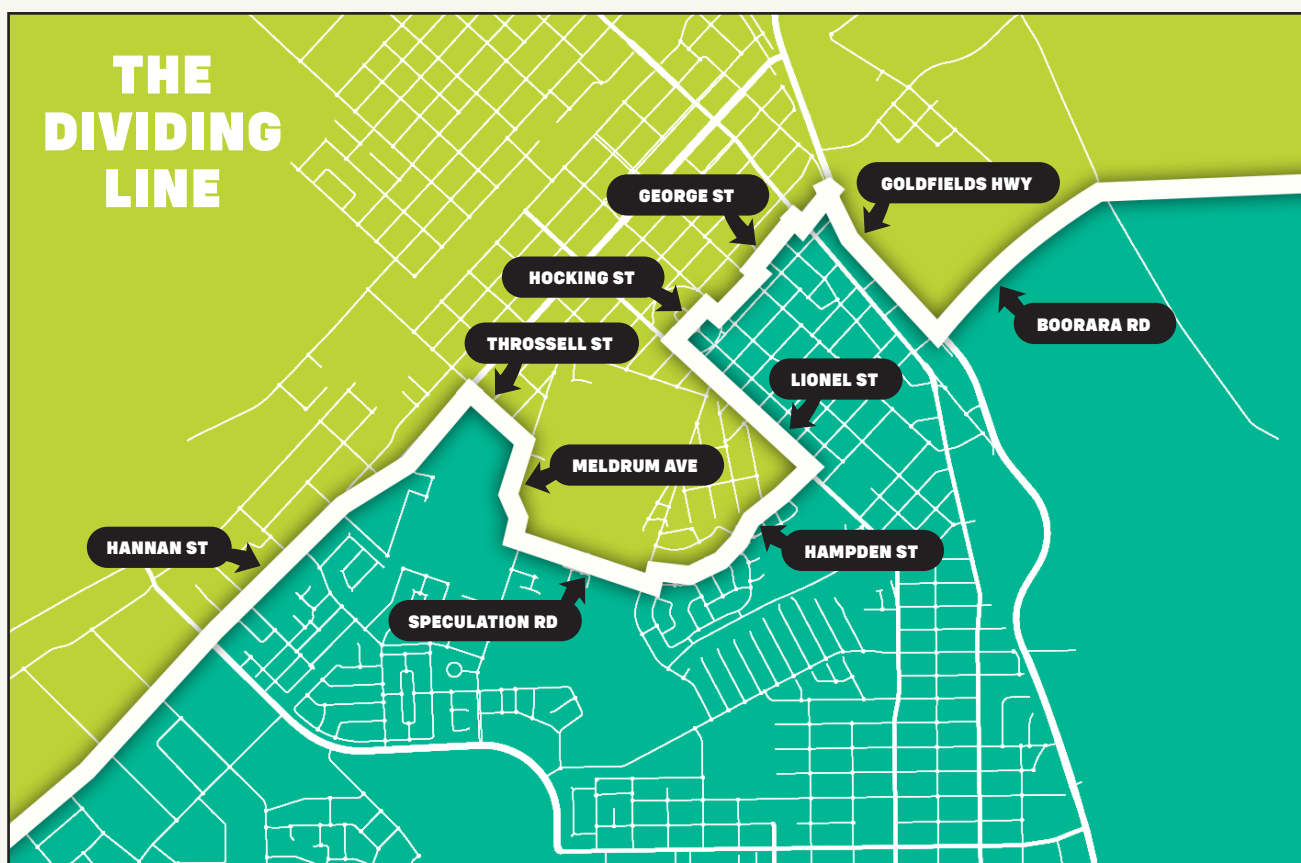 THE
DIVIDING
LINE
GOLDFIELDS HWY
GEORGE ST
HOCKING ST
BOORARA RD
THROSSELL ST
LIONEL ST
MELDRUM AVE
HANNAN ST
HAMPDEN ST
SPECULATION RD